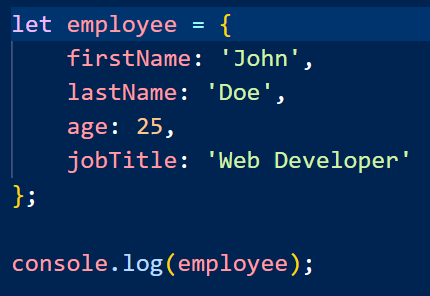 let employee = {
    firstName: 'John',
    lastName: 'Doe',
    age: 25,
    jobTitle: 'Web Developer'
};

console.log(employee);